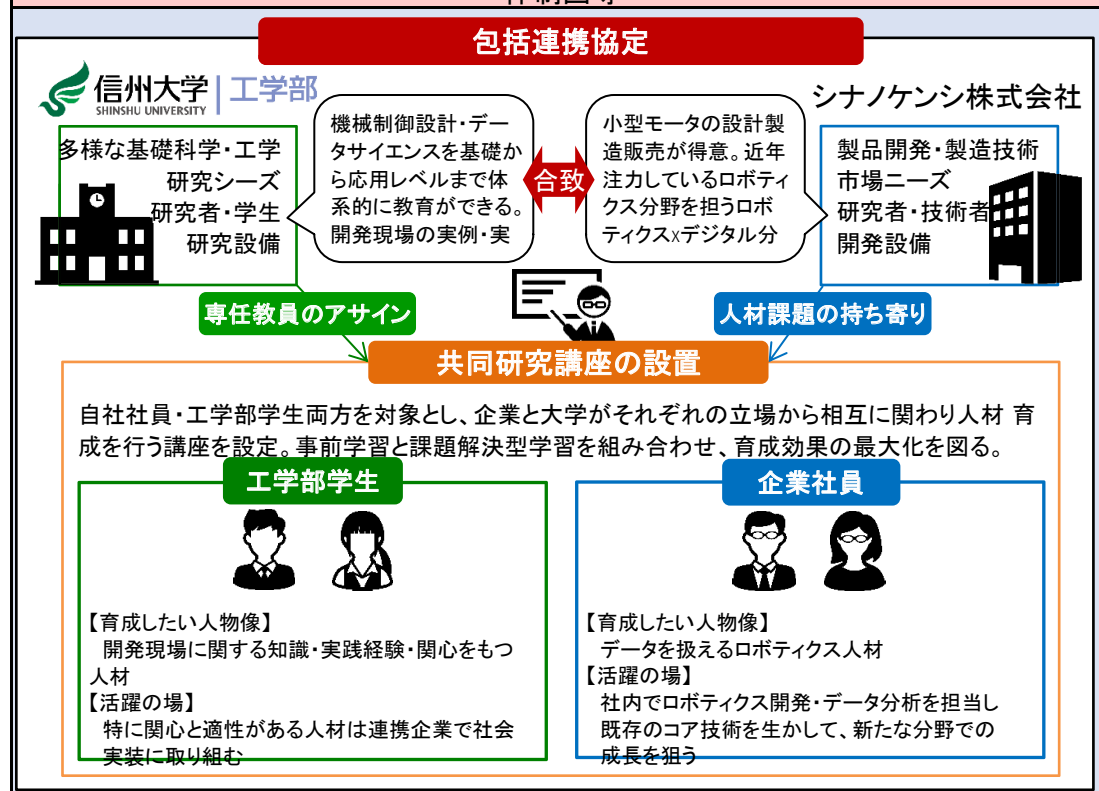 包括連携協定
信州大学 工学部
SHINSHU UNIVERSITY
シナノケンシ株式会社
多様な基礎科学・工学
研究シーズ
研究者・学生
研究設備
機械制御設計・デー
タサイエンスを基礎か
ら応用レベルまで体
系的に教育ができる。
開発現場の実例・実
合致
小型モータの設計製
造販売が得意。近年
注力しているロボティ
クス分野を担うロボ
ティクスxデジタル分
製品開発・製造技術
市場ニーズ
研究者・技術者
開発設備
専任教員のアサイン
人材課題の持ち寄り
共同研究講座の設置
自社社員・工学部学生両方を対象とし、企業と大学がそれぞれの立場から相互に関わり人材 育
成を行う講座を設定。事前学習と課題解決型学習を組み合わせ、育成効果の最大化を図る。
工学部学生
【育成したい人物像】
開発現場に関する知識・実践経験・関心をもつ
人材
【活躍の場】
特に関心と適性がある人材は連携企業で社会
実装に取り組む
企業社員
【育成したい人物像】
データを扱えるロボティクス人材
【活躍の場】
社内でロボティクス開発・データ分析を担当し
既存のコア技術を生かして、新たな分野での
成長を狙う